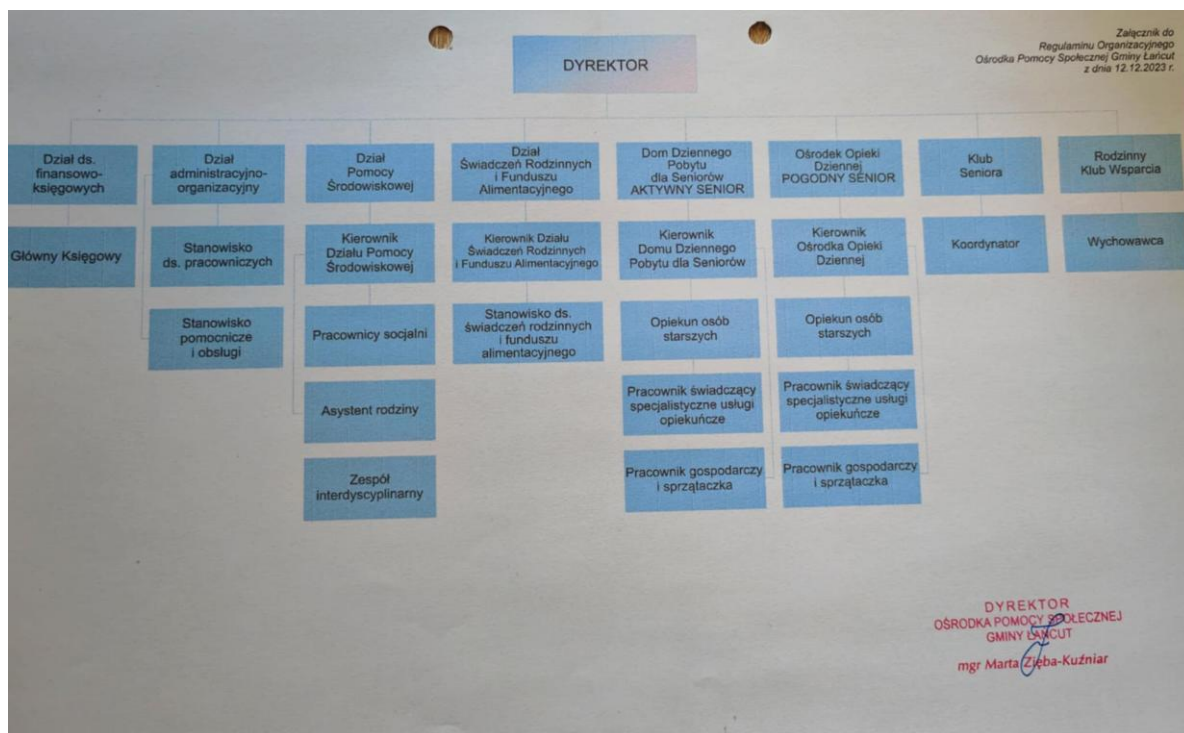 Załącznik do
Regulaminu Organizacyjnego
Ośrodka Pomocy Społecznej Gminy Łańcut
z dnia 12.12.2023 r.
DYREKTOR
Dział ds.
finansowo-
księgowych
Dział
administracyjno-
organizacyjny
Dział
Pomocy
Środowiskowej
Dział
Świadczeń Rodzinnych
i Funduszu
Alimentacyjnego
Dom Dziennego
Pobytu
dla Seniorów
AKTYWNY SENIOR
Ośrodek Opieki
Dziennej
POGODNY SENIOR
Klub
Seniora
Rodzinny
Klub Wsparcia
Główny Księgowy
Stanowisko
ds. pracowniczych
Kierownik
Działu Pomocy
Środowiskowej
Kierownik Działu
Świadczeń Rodzinnych
i Funduszu Alimentacyjnego
Kierownik
Domu Dziennego
Pobytu dla Seniorów
Kierownik
Ośrodka Opieki
Dziennej
Koordynator
Wychowawca
Stanowisko
pomocnicze
i obsługi
Pracownicy socjalni
Stanowisko ds.
świadczeń rodzinnych
i funduszu
alimentacyjnego
Opiekun osób
starszych
Opiekun osób
starszych
Asystent rodziny
Pracownik świadczący
specjalistyczne usługi
opiekuńcze
Pracownik świadczący
specjalistyczne usługi
opiekuńcze
Zespół
interdyscyplinarny
Pracownik gospodarczy
i sprzątaczka
Pracownik gospodarczy
i sprzątaczka
DYREKTOR
OŚRODKA POMOCY SPOŁECZNEJ
GMINY ŁAŃCUT
mgr Marta Zięba-Kuźniar